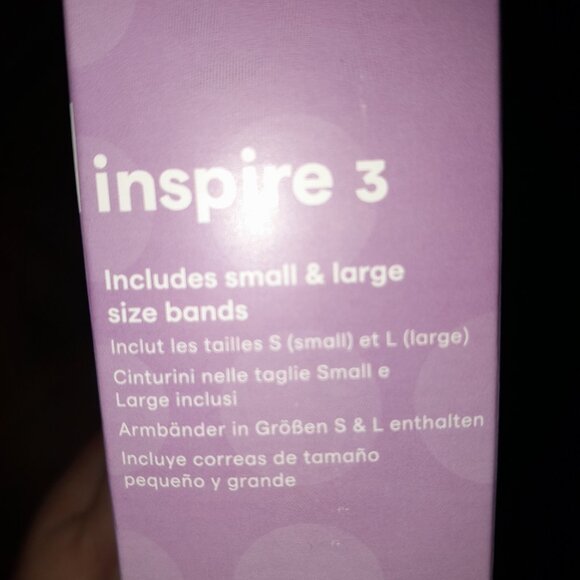 inspire 3
Includes small & large
size bands
Inclut les tailles S (small) et L (large)
Cinturini nelle taglie Small e
Large inclusi
Armbänder in Größen S & L enthalten
Incluye correas de tamaño
pequeño y grande